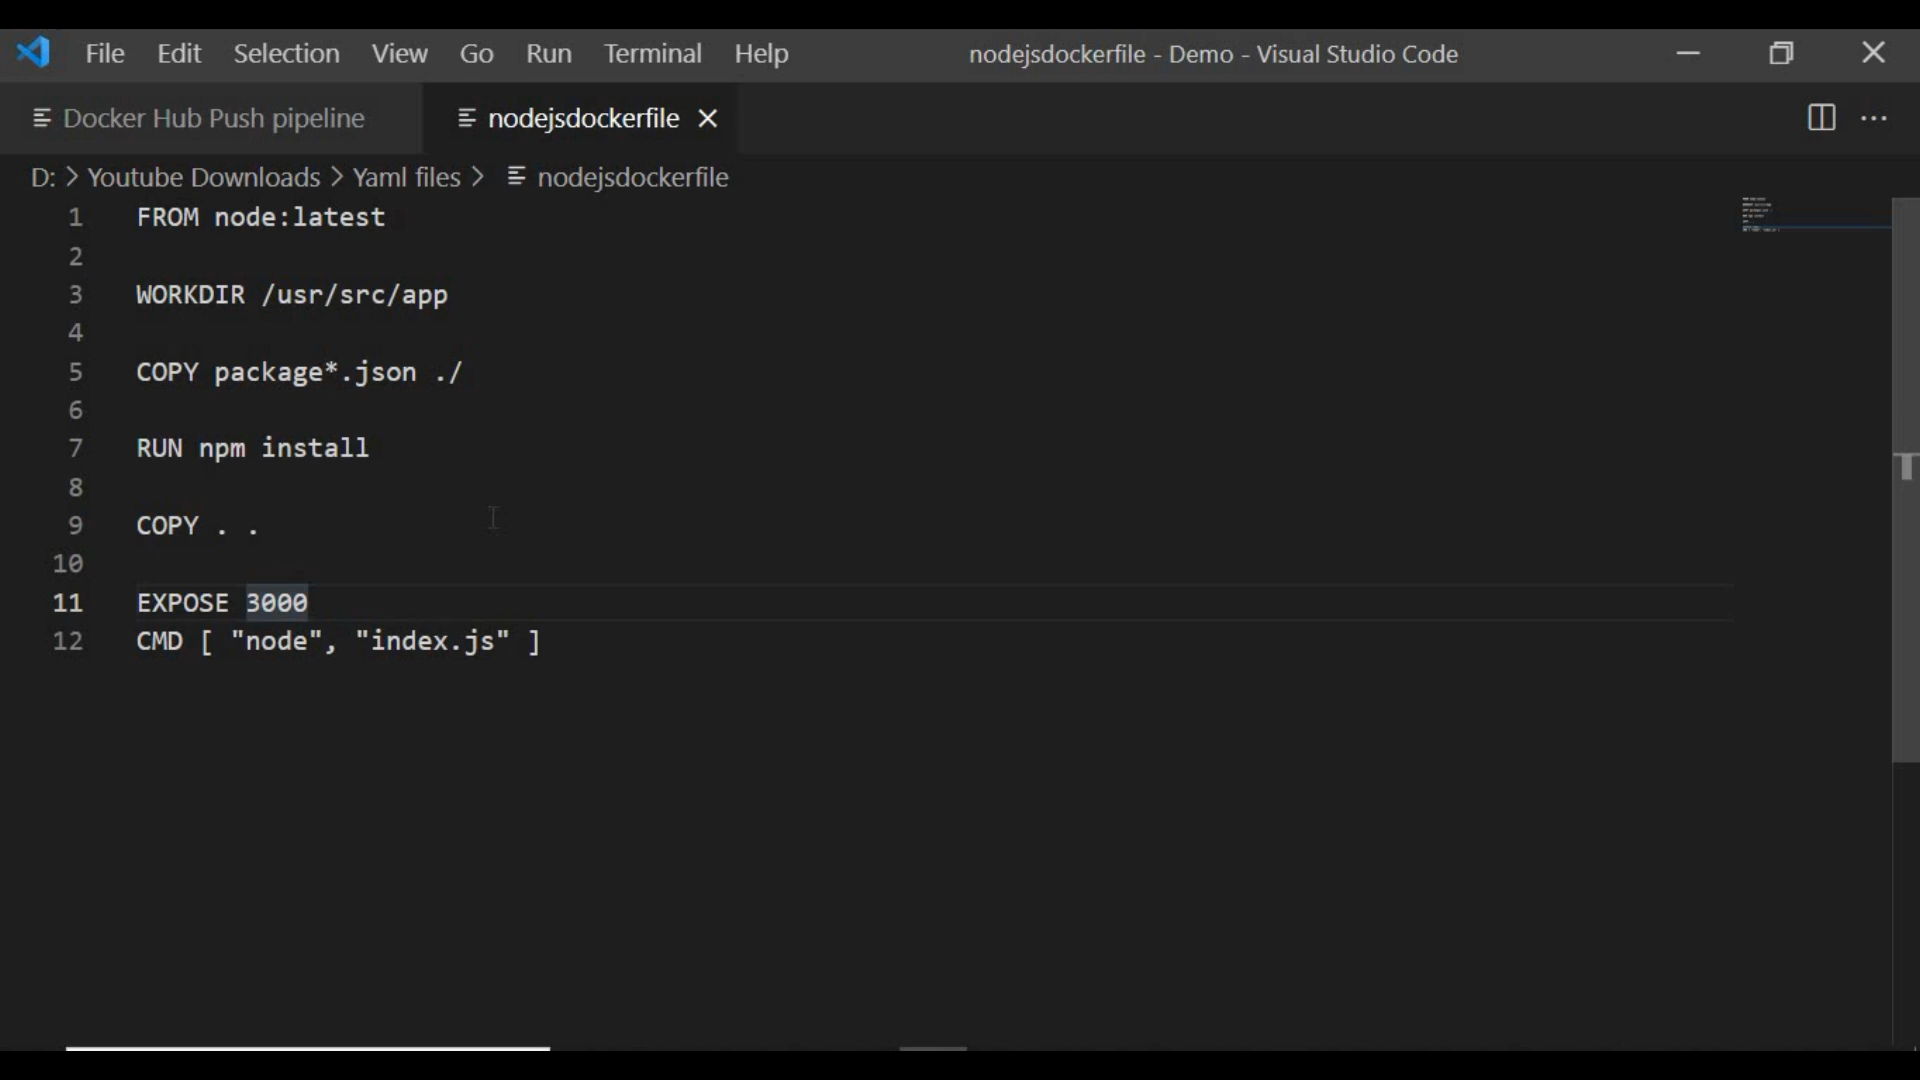 File Edit Selection View Go Run Terminal Help nodejsdockerfile - Demo - Visual Studio Code
Docker Hub Push pipeline nodejsdockerfile
D: > Youtube Downloads > Yaml files > nodejsdockerfile
1 FROM node:latest
2
3 WORKDIR /usr/src/app
4
5 COPY package*.json ./
6
7 RUN npm install
8
9 COPY . .
10
11 EXPOSE 3000
12 CMD [ "node", "index.js" ]